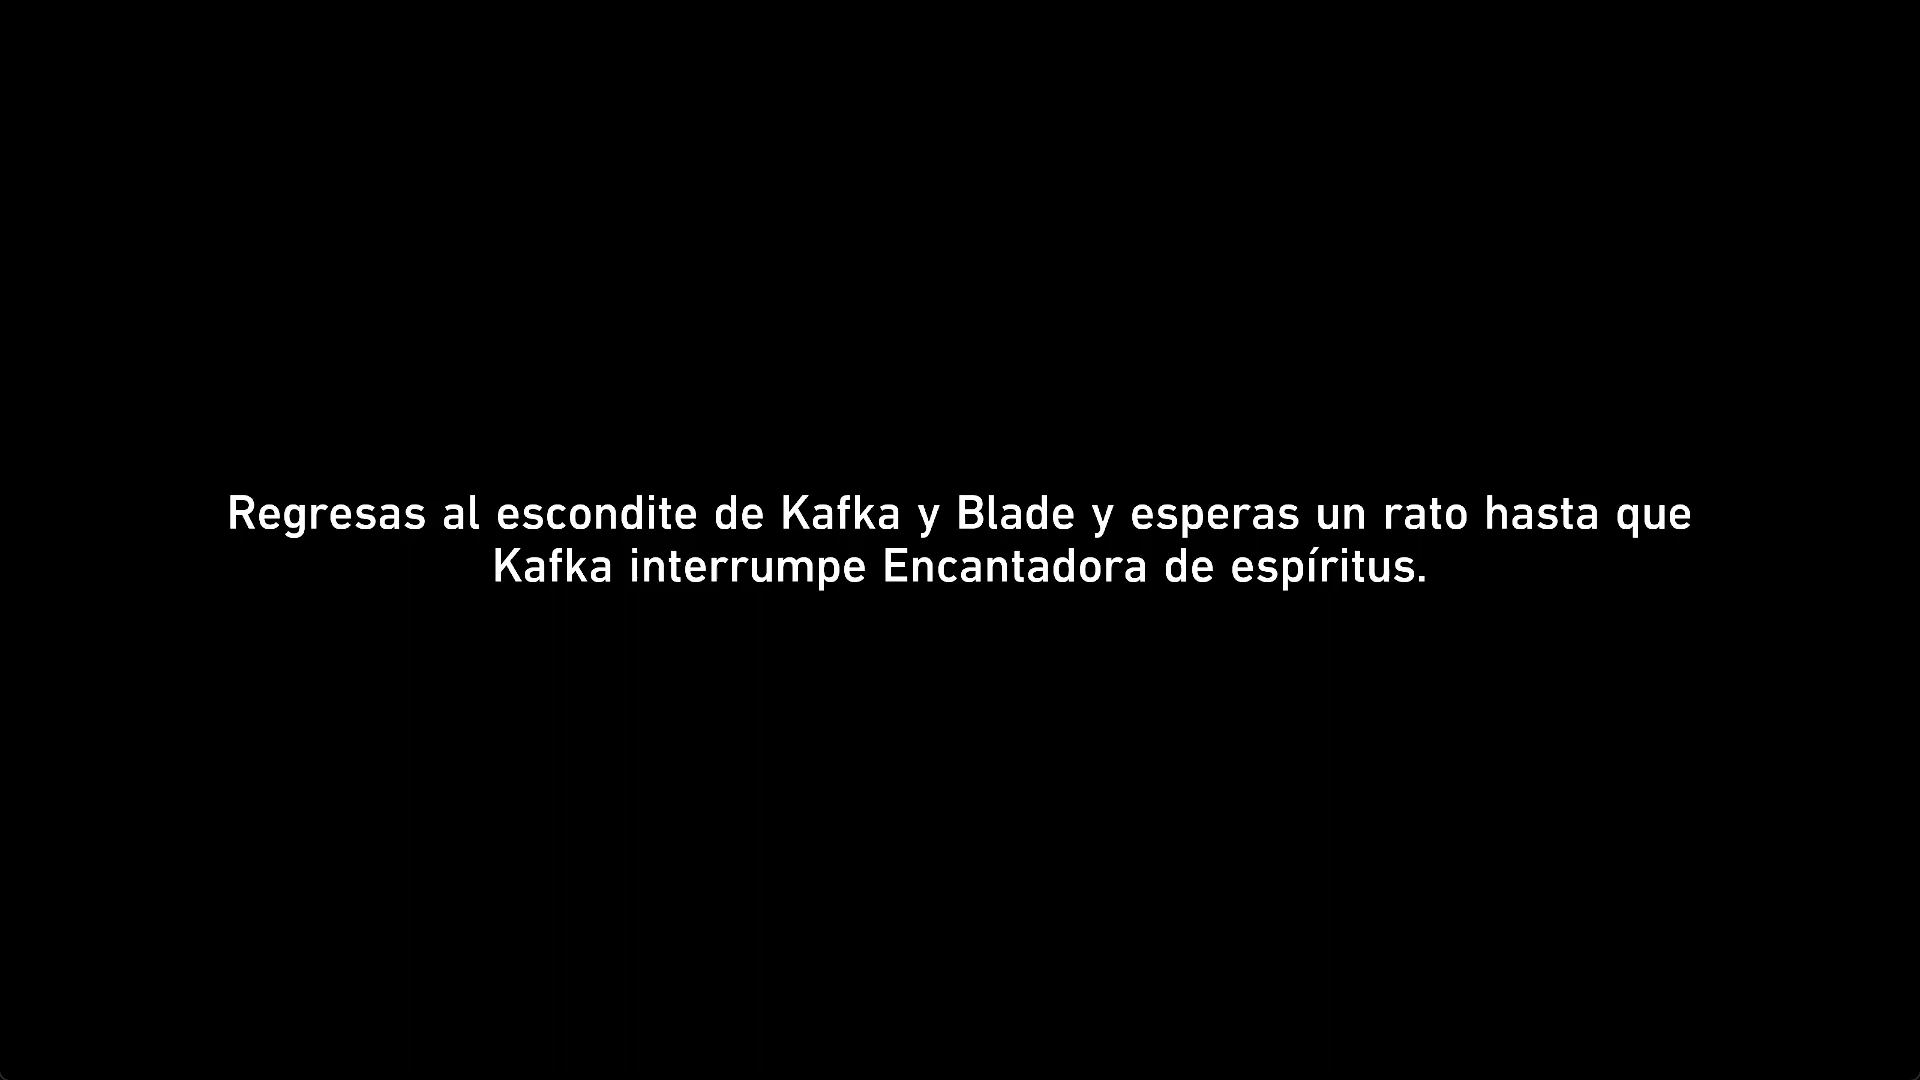 Regresas al escondite de Kafka y Blade y esperas un rato hasta que
Kafka interrumpe Encantadora de espíritus.